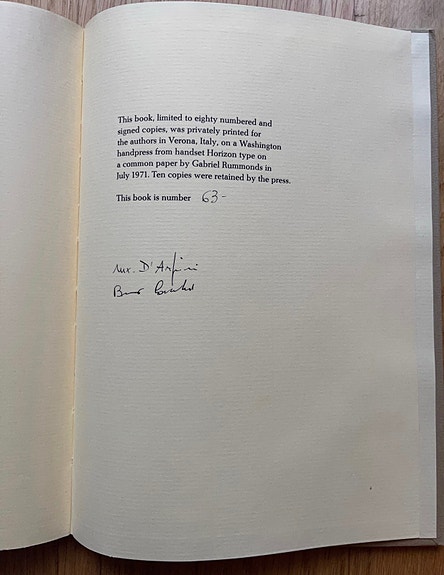 This book, limited to eighty numbered and
signed copies, was privately printed for
the authors in Verona, Italy, on a Washington
handpress from handset Horizon type on
a common paper by Gabriel Rummonds in
July 1971. Ten copies were retained by the press.
This book is number 63-
D'